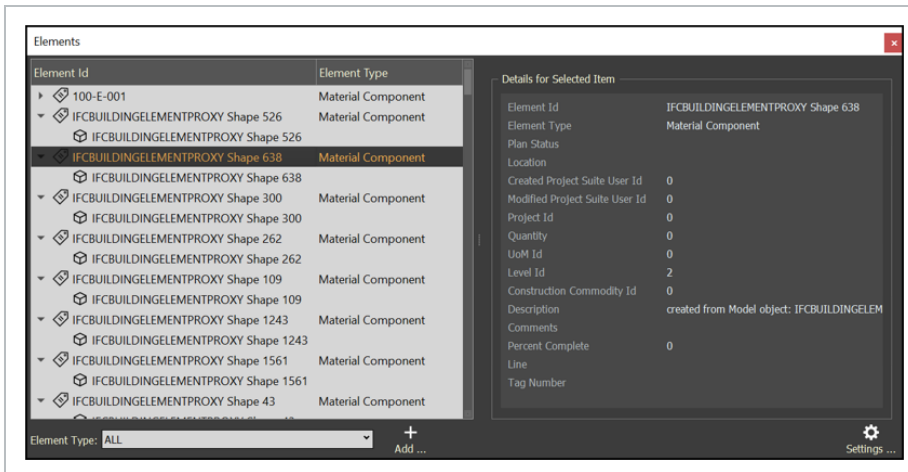 Elements
Element Id Element Type
100-E-001 Material Component
IFCBUILDINGELEMENTPROXY Shape 526 Material Component
IFCBUILDINGELEMENTPROXY Shape 526
IFCBUILDINGELEMENTPROXY Shape 638 Material Component
IFCBUILDINGELEMENTPROXY Shape 638
IFCBUILDINGELEMENTPROXY Shape 300 Material Component
IFCBUILDINGELEMENTPROXY Shape 300
IFCBUILDINGELEMENTPROXY Shape 262 Material Component
IFCBUILDINGELEMENTPROXY Shape 262
IFCBUILDINGELEMENTPROXY Shape 109 Material Component
IFCBUILDINGELEMENTPROXY Shape 109
IFCBUILDINGELEMENTPROXY Shape 1243 Material Component
IFCBUILDINGELEMENTPROXY Shape 1243
IFCBUILDINGELEMENTPROXY Shape 1561 Material Component
IFCBUILDINGELEMENTPROXY Shape 1561
IFCBUILDINGELEMENTPROXY Shape 43 Material Component
Element Type: ALL
Add ...
Details for Selected Item
Element Id IFCBUILDINGELEMENTPROXY Shape 638
Element Type Material Component
Plan Status
Location
Created Project Suite User Id 0
Modified Project Suite User Id 0
Project Id 0
Quantity 0
UoM Id 0
Level Id 2
Construction Commodity Id 0
Description created from Model object: IFCBUILDINGELEM
Comments
Percent Complete 0
Line
Tag Number
Settings ...